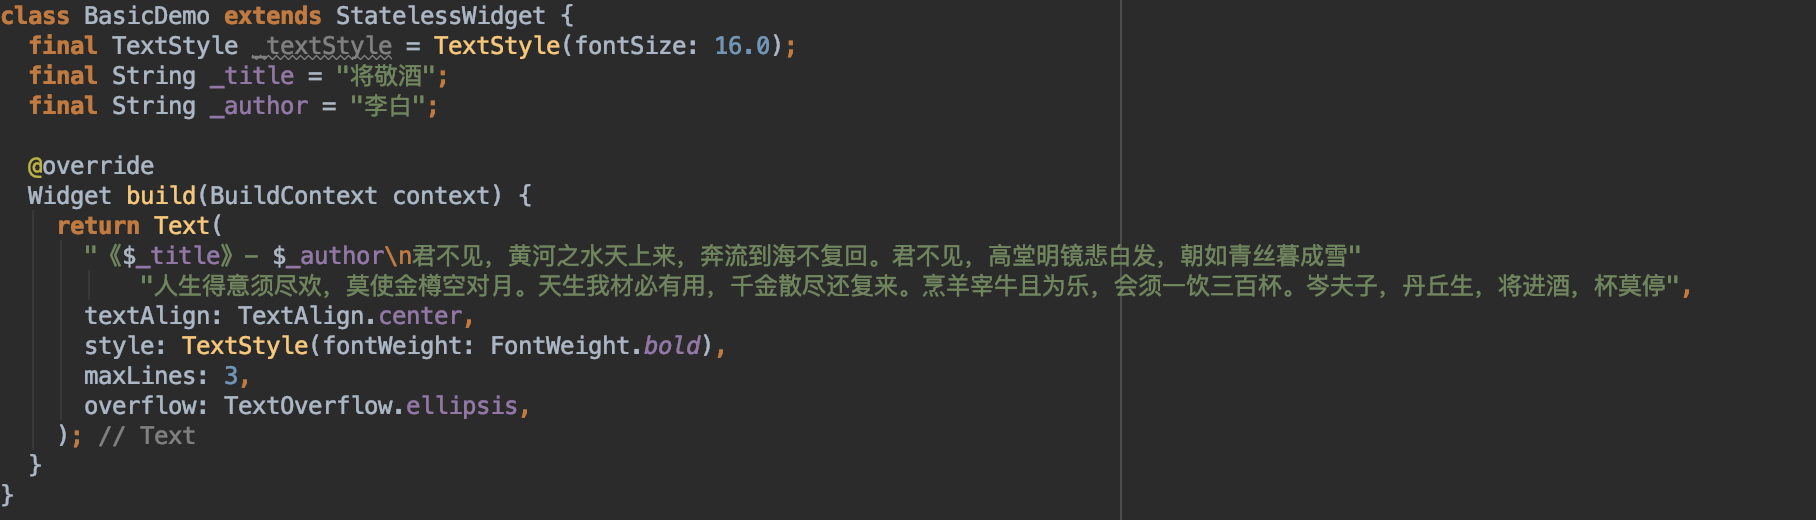 class BasicDemo extends StatelessWidget {
  final TextStyle _textStyle = TextStyle(fontSize: 16.0);
  final String _title = "将敬酒";
  final String _author = "李白";

  @override
  Widget build(BuildContext context) {
    return Text(
      "《$_title》- $_author\n君不见，黄河之水天上来，奔流到海不复回。君不见，高堂明镜悲白发，朝如青丝暮成雪"
          "人生得意须尽欢，莫使金樽空对月。天生我材必有用，千金散尽还复来。烹羊宰牛且为乐，会须一饮三百杯。岑夫子，丹丘生，将进酒，杯莫停",
      textAlign: TextAlign.center,
      style: TextStyle(fontWeight: FontWeight.bold),
      maxLines: 3,
      overflow: TextOverflow.ellipsis,
    ); // Text
  }
}